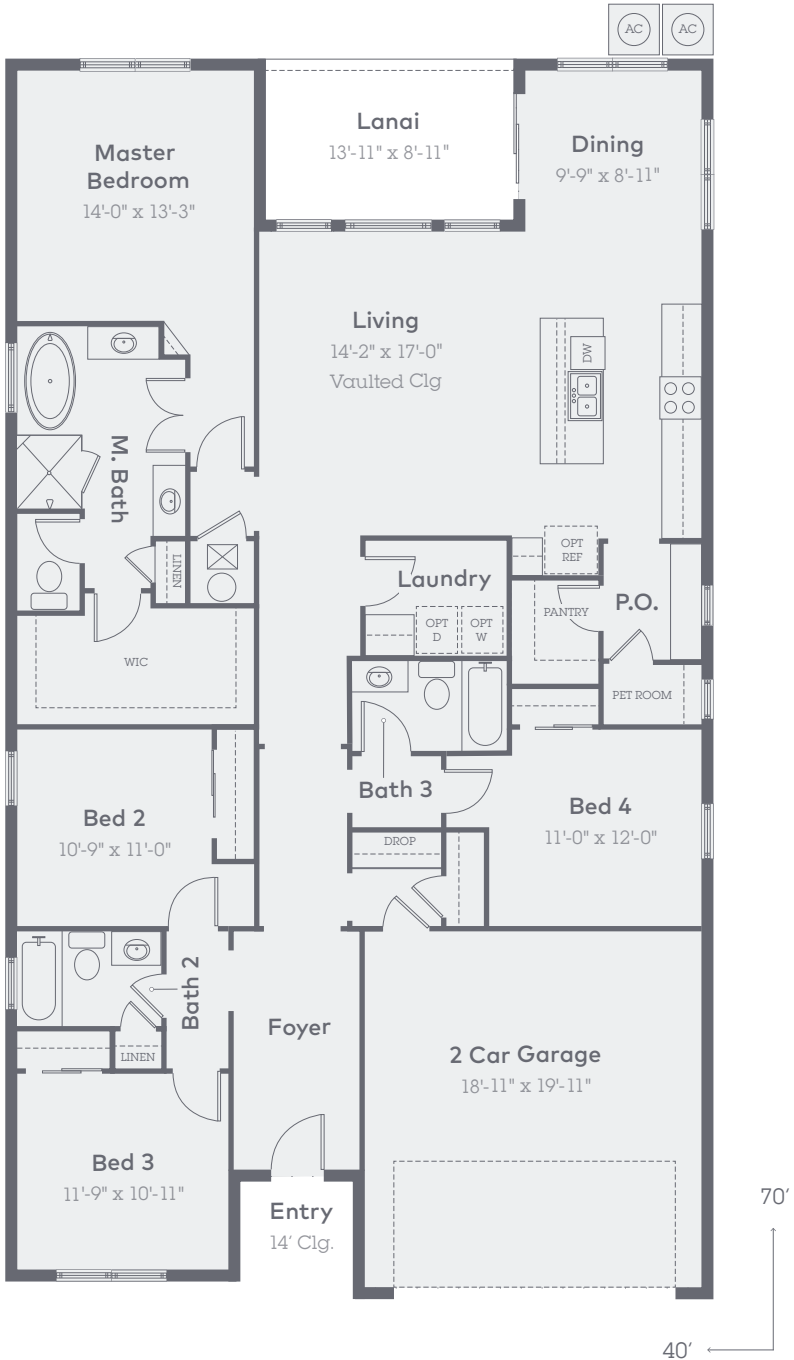 AC
AC
Lanai
13'-11" x 8'-11"
Dining
9'-9" x 8'-11"
Master
Bedroom
14'-0" x 13'-3"
Living
14'-2" x 17'-0"
Vaulted Clg
DW
M. Bath
LINEN
OPT
REF
Laundry
OPT
D
OPT
W
PANTRY
P.O.
WIC
PET ROOM
Bath 3
Bed 2
10'-9" x 11'-0"
Bed 4
11'-0" x 12'-0"
DROP
Bath 2
LINEN
Foyer
2 Car Garage
18'-11" x 19'-11"
Bed 3
11'-9" x 10'-11"
Entry
14' Clg.
70'
40'